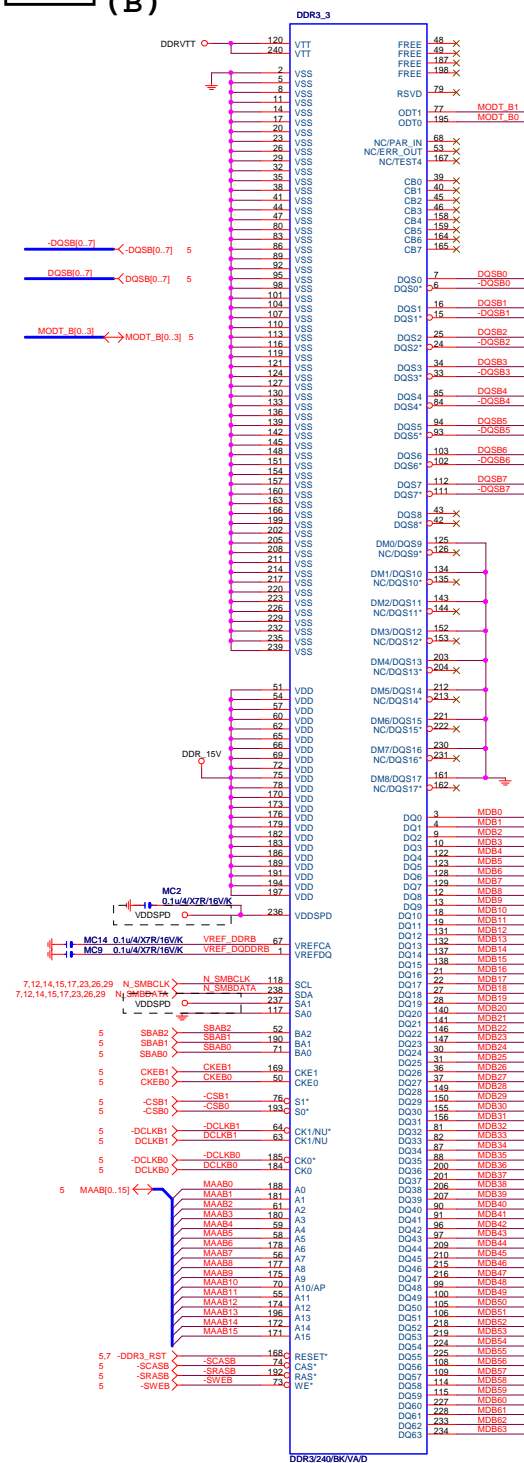 (B)
DDR3_3
DDRVTT 120 VTT FREE 48
240 VTT FREE 49
FREE 187
2 VSS FREE 198
5 VSS
8 VSS RSVD 79
11 VSS
14 VSS ODT1 77 MODT_B1
17 VSS ODT0 195 MODT_B0
20 VSS
23 VSS NC/PAR_IN 68
26 VSS NC/ERR_OUT 53
29 VSS NC/TEST4 167
32 VSS
35 VSS CB0 39
38 VSS CB1 40
41 VSS CB2 45
44 VSS CB3 46
47 VSS CB4 158
80 VSS CB5 159
83 VSS CB6 164
-DQSB[0..7] -DQSB[0..7] 5 86 VSS CB7 165
89 VSS
92 VSS
DQSB[0..7] DQSB[0..7] 5 95 VSS DQS0 7 DQSB0
98 VSS DQS0* 6 -DQSB0
101 VSS
104 VSS DQS1 16 DQSB1
107 VSS DQS1* 15 -DQSB1
110 VSS
MODT_B[0..3] MODT_B[0..3] 5 113 VSS DQS2 25 DQSB2
116 VSS DQS2* 24 -DQSB2
119 VSS
121 VSS DQS3 34 DQSB3
124 VSS DQS3* 33 -DQSB3
127 VSS
130 VSS DQS4 85 DQSB4
133 VSS DQS4* 84 -DQSB4
136 VSS
139 VSS DQS5 94 DQSB5
142 VSS DQS5* 93 -DQSB5
145 VSS
148 VSS DQS6 103 DQSB6
151 VSS DQS6* 102 -DQSB6
154 VSS
157 VSS DQS7 112 DQSB7
160 VSS DQS7* 111 -DQSB7
163 VSS
166 VSS DQS8 43
199 VSS DQS8* 42
202 VSS
205 VSS DM0/DQS9 125
208 VSS NC/DQS9* 126
211 VSS
214 VSS DM1/DQS10 134
217 VSS NC/DQS10* 135
220 VSS
223 VSS DM2/DQS11 143
226 VSS NC/DQS11* 144
229 VSS
232 VSS DM3/DQS12 152
235 VSS NC/DQS12* 153
239 VSS
DM4/DQS13 203
NC/DQS13* 204
51 VDD DM5/DQS14 212
54 VDD NC/DQS14* 213
57 VDD
60 VDD DM6/DQS15 221
62 VDD NC/DQS15* 222
65 VDD
66 VDD DM7/DQS16 230
DDR_15V 69 VDD NC/DQS16* 231
72 VDD
75 VDD DM8/DQS17 161
78 VDD NC/DQS17* 162
170 VDD
173 VDD
176 VDD DQ0 3 MDB0
179 VDD DQ1 4 MDB1
182 VDD DQ2 9 MDB2
183 VDD DQ3 10 MDB3
186 VDD DQ4 122 MDB4
189 VDD DQ5 123 MDB5
191 VDD DQ6 128 MDB6
194 VDD DQ7 129 MDB7
197 VDD DQ8 12 MDB8
MC2 DQ9 13 MDB9
0.1u/4/X7R/16V/K DQ10 18 MDB10
VDDSPD 236 VDDSPD DQ11 19 MDB11
DQ12 131 MDB12
MC14 0.1u/4/X7R/16V/K VREF_DDRB 67 VREFCA DQ13 132 MDB13
MC9 0.1u/4/X7R/16V/K VREF_DQDDRB 1 VREFDQ DQ14 137 MDB14
DQ15 138 MDB15
DQ16 21 MDB16
7,12,14,15,17,23,26,29 N_SMBCLK N_SMBCLK 118 SCL DQ17 22 MDB17
7,12,14,15,17,23,26,29 N_SMBDATA N_SMBDATA 238 SDA DQ18 27 MDB18
VDDSPD 237 SA1 DQ19 28 MDB19
117 SA0 DQ20 140 MDB20
DQ21 141 MDB21
5 SBAB2 SBAB2 52 BA2 DQ22 146 MDB22
5 SBAB1 SBAB1 190 BA1 DQ23 147 MDB23
5 SBAB0 SBAB0 71 BA0 DQ24 30 MDB24
DQ25 31 MDB25
5 CKEB1 CKEB1 169 CKE1 DQ26 36 MDB26
5 CKEB0 CKEB0 50 CKE0 DQ27 37 MDB27
DQ28 149 MDB28
5 -CSB1 -CSB1 76 S1* DQ29 150 MDB29
5 -CSB0 -CSB0 193 S0* DQ30 155 MDB30
DQ31 156 MDB31
5 -DCLKB1 -DCLKB1 64 CK1/NU* DQ32 81 MDB32
5 DCLKB1 DCLKB1 63 CK1/NU DQ33 82 MDB33
DQ34 87 MDB34
5 -DCLKB0 -DCLKB0 185 CK0* DQ35 88 MDB35
5 DCLKB0 DCLKB0 184 CK0 DQ36 200 MDB36
DQ37 201 MDB37
5 MAAB[0..15] MAAB0 188 A0 DQ38 206 MDB38
MAAB1 181 A1 DQ39 207 MDB39
MAAB2 61 A2 DQ40 90 MDB40
MAAB3 180 A3 DQ41 91 MDB41
MAAB4 59 A4 DQ42 96 MDB42
MAAB5 58 A5 DQ43 97 MDB43
MAAB6 178 A6 DQ44 209 MDB44
MAAB7 56 A7 DQ45 210 MDB45
MAAB8 177 A8 DQ46 215 MDB46
MAAB9 175 A9 DQ47 216 MDB47
MAAB10 70 A10/AP DQ48 99 MDB48
MAAB11 55 A11 DQ49 100 MDB49
MAAB12 174 A12 DQ50 105 MDB50
MAAB13 196 A13 DQ51 106 MDB51
MAAB14 172 A14 DQ52 218 MDB52
MAAB15 171 A15 DQ53 219 MDB53
DQ54 224 MDB54
5,7 -DDR3_RST 168 RESET* DQ55 225 MDB55
5 -SCASB -SCASB 74 CAS* DQ56 108 MDB56
5 -SRASB -SRASB 192 RAS* DQ57 109 MDB57
5 -SWEB -SWEB 73 WE* DQ58 114 MDB58
DQ59 115 MDB59
DQ60 227 MDB60
DQ61 228 MDB61
DQ62 233 MDB62
DQ63 234 MDB63
DDR3/240/BK/VA/D